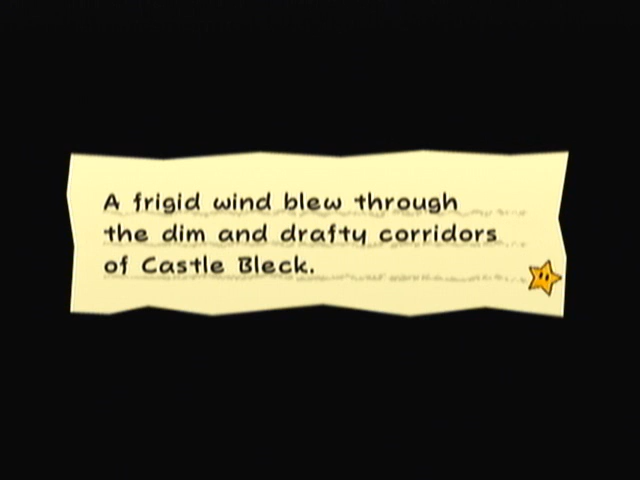 A frigid wind blew through
the dim and drafty corridors
of Castle Bleck.